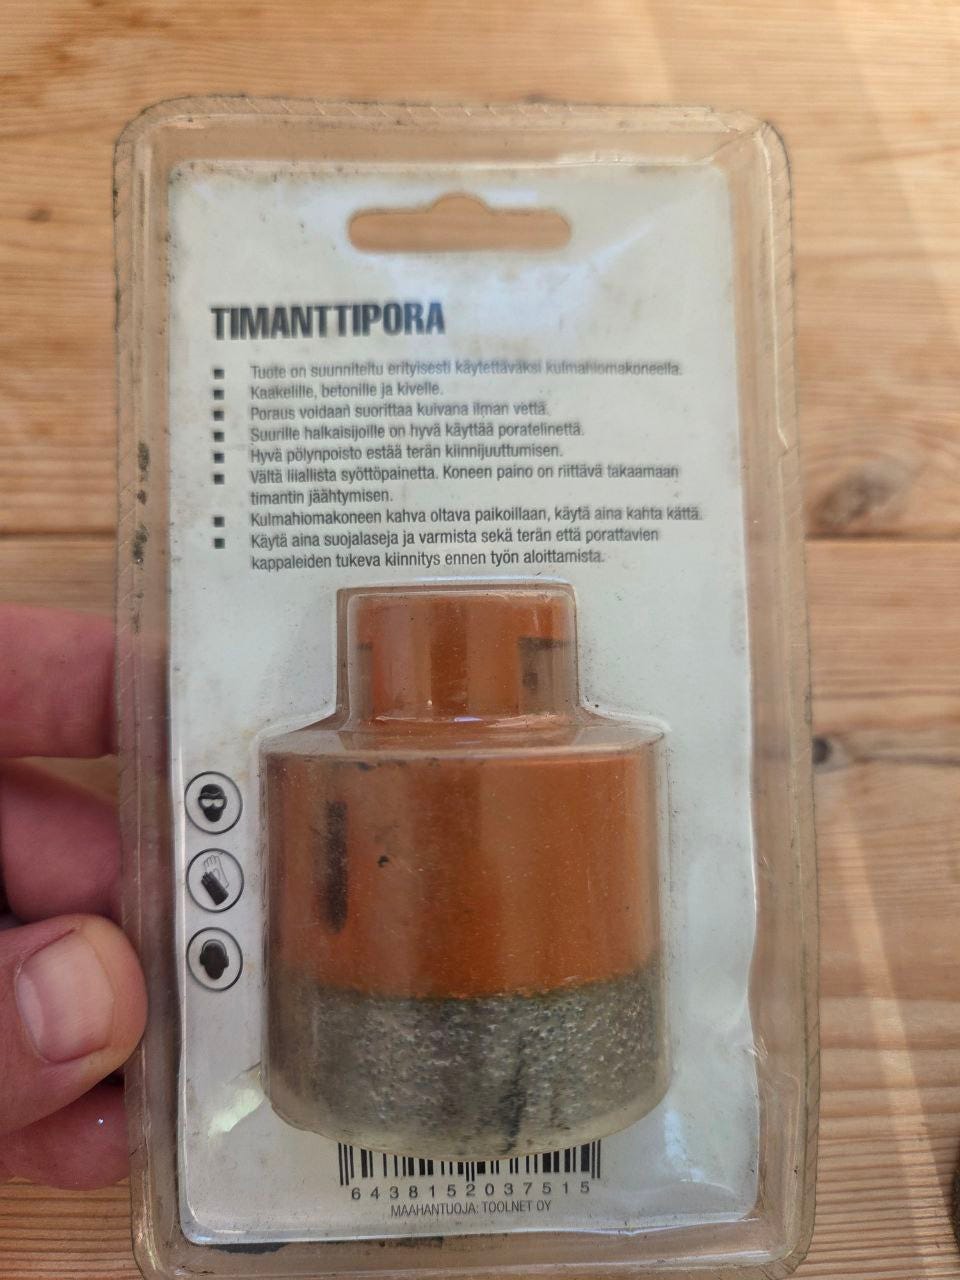 TIMANTTIPORA
▪ Tuote on suunniteltu erityisesti käytettäväksi kulmahiomakoneella.
▪ Kaakelille, betonille ja kivelle.
▪ Poraus voidaan suorittaa kuivana ilman vettä.
▪ Suurille halkaisijoille on hyvä käyttää poratelinettä.
▪ Hyvä pölynpoisto estää terän kiinnijuuttumisen.
▪ Vältä liiallista syöttöpainetta. Koneen paino on riittävä takaamaan
timantin jäähtymisen.
▪ Kulmahiomakoneen kahva oltava paikoillaan, käytä aina kahta kättä.
▪ Käytä aina suojalaseja ja varmista sekä terän että porattavien
kappaleiden tukeva kiinnitys ennen työn aloittamista.
6438152037515
MAAHANTUOJA: TOOLNET OY